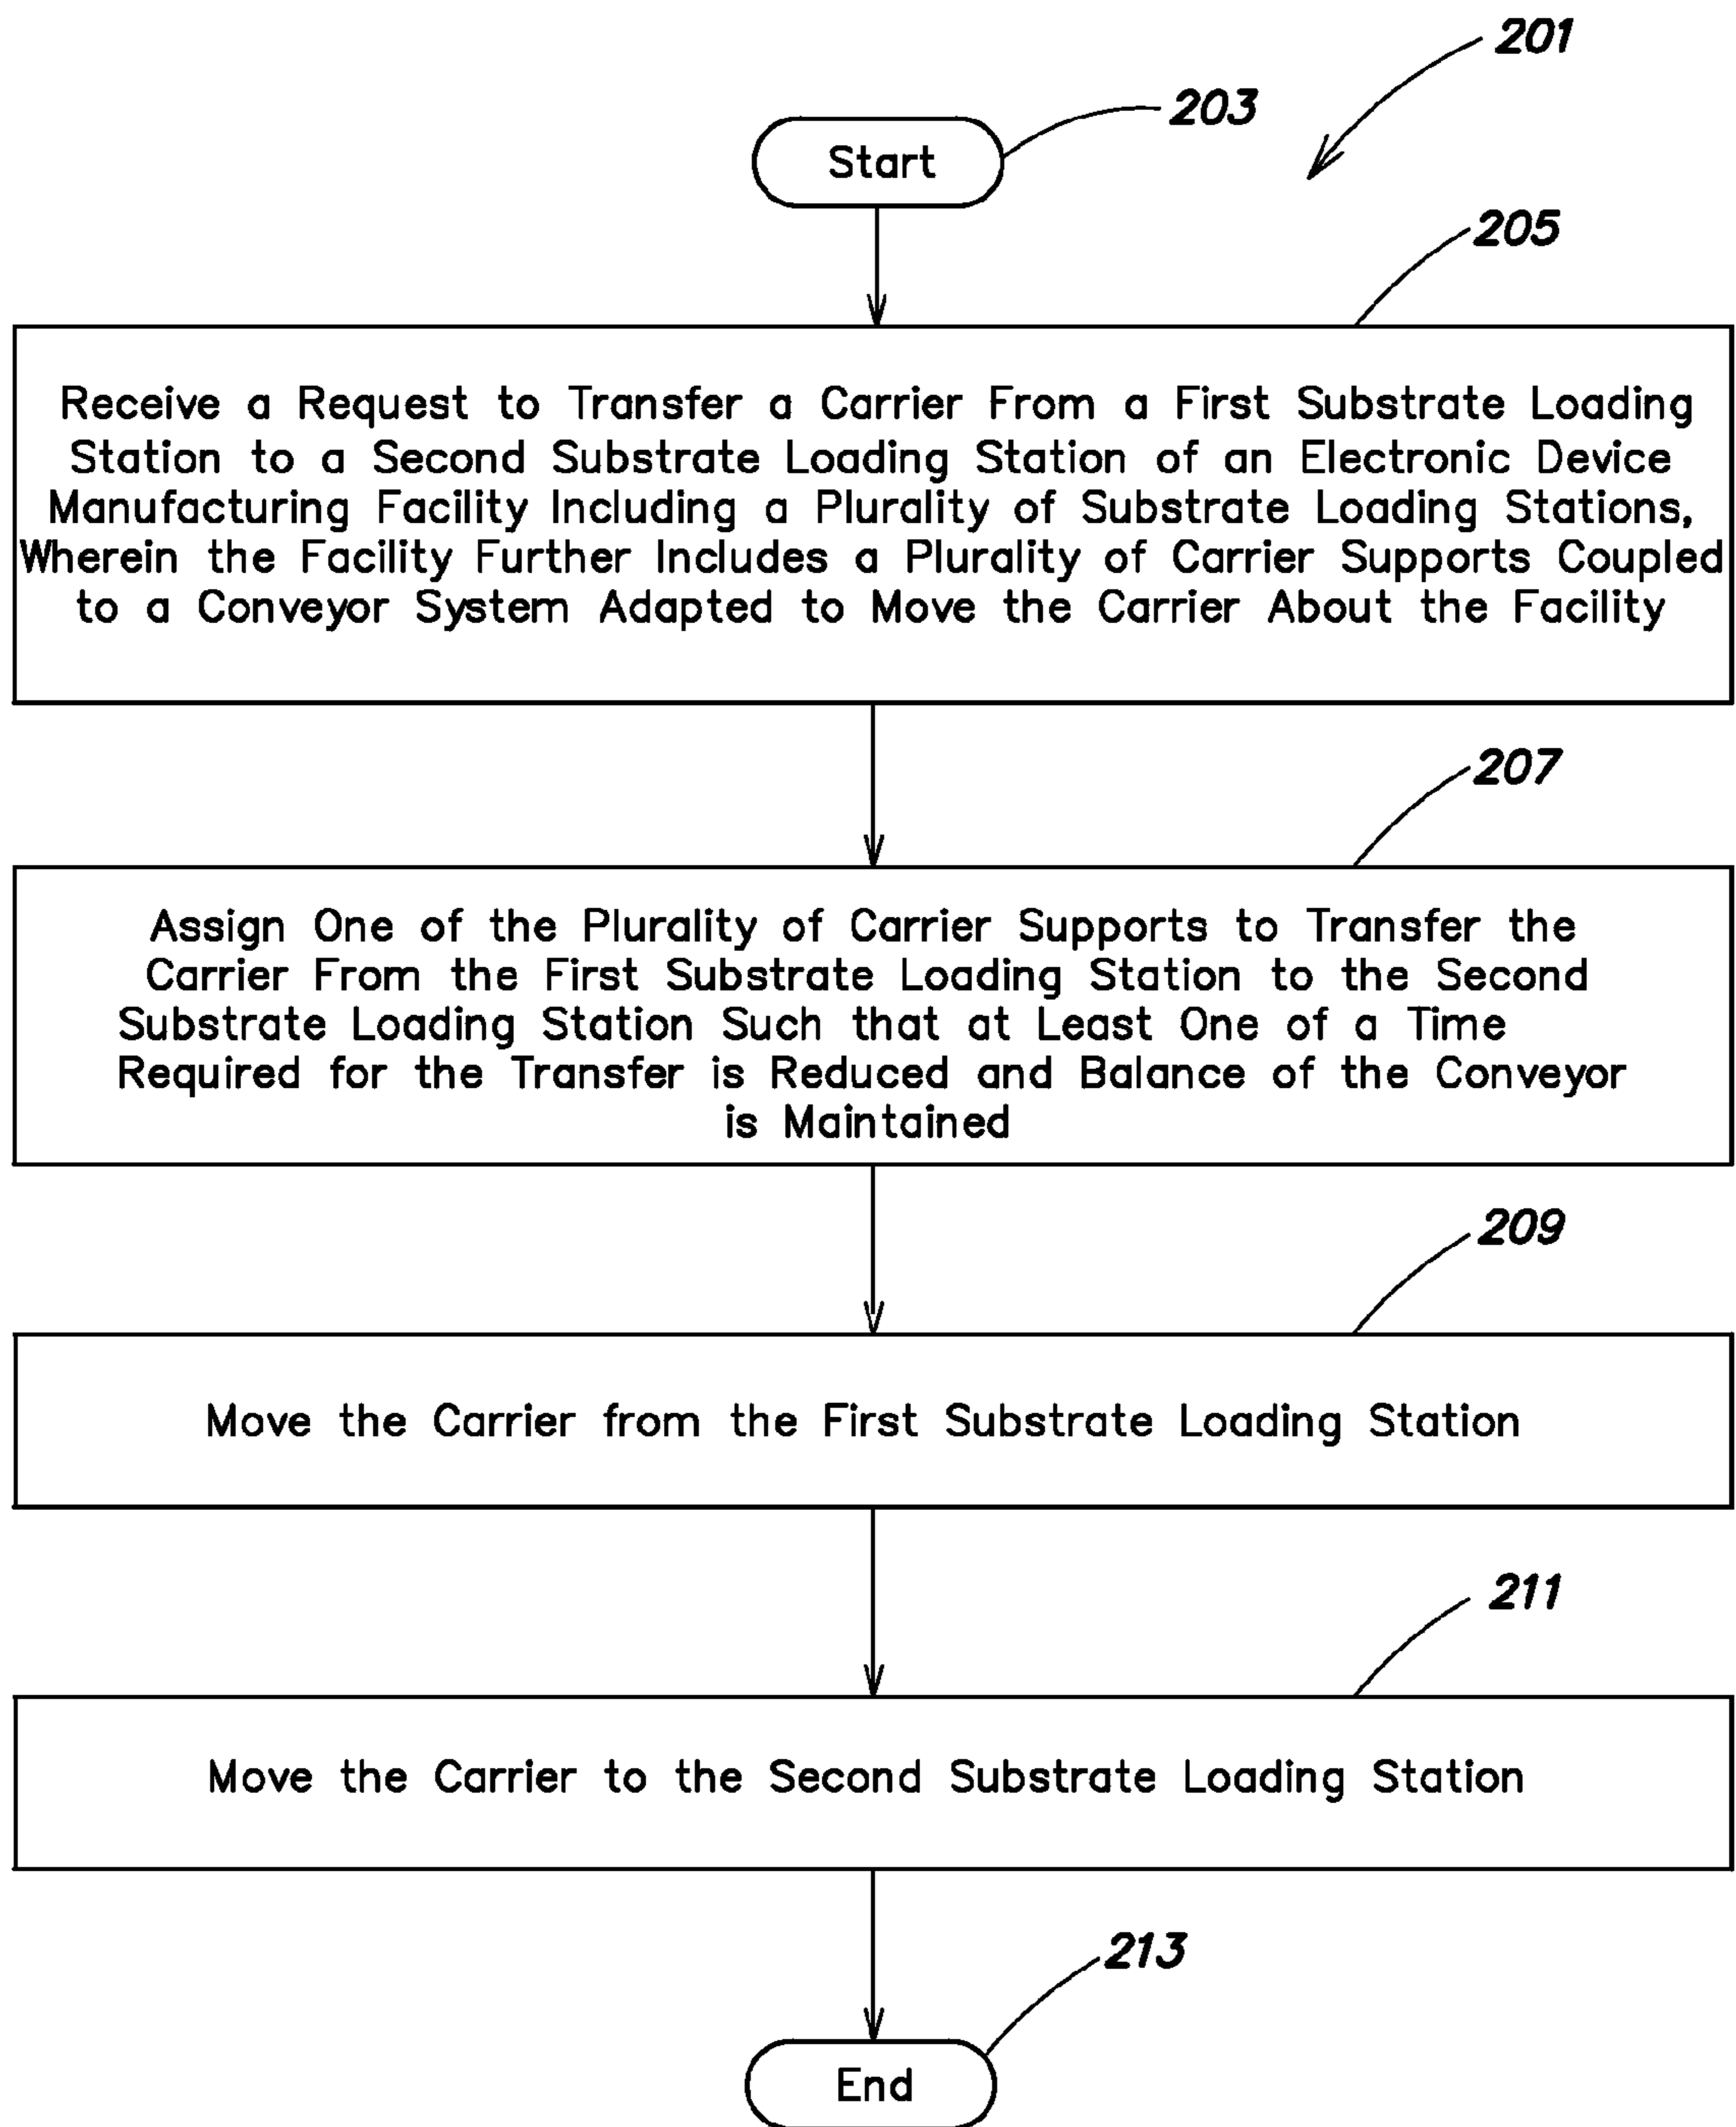 201
203
Start
205
Receive a Request to Transfer a Carrier From a First Substrate Loading
Station to a Second Substrate Loading Station of an Electronic Device
Manufacturing Facility Including a Plurality of Substrate Loading Stations,
Wherein the Facility Further Includes a Plurality of Carrier Supports Coupled
to a Conveyor System Adapted to Move the Carrier About the Facility
207
Assign One of the Plurality of Carrier Supports to Transfer the
Carrier From the First Substrate Loading Station to the Second
Substrate Loading Station Such that at Least One of a Time
Required for the Transfer is Reduced and Balance of the Conveyor
is Maintained
209
Move the Carrier from the First Substrate Loading Station
211
Move the Carrier to the Second Substrate Loading Station
213
End